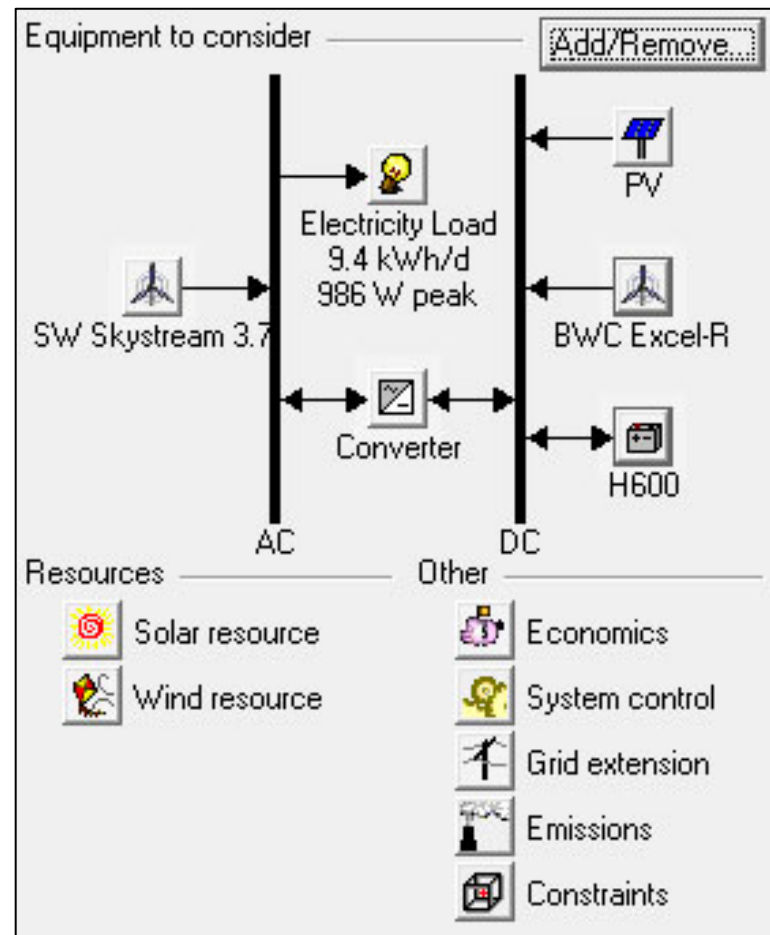 Equipment to consider
Add/Remove...
PV
Electricity Load
9.4 kWh/d
986 W peak
SW Skystream 3.7
BWC Excel-R
Converter
H600
AC
DC
Resources
Other
Solar resource
Economics
Wind resource
System control
Grid extension
Emissions
Constraints